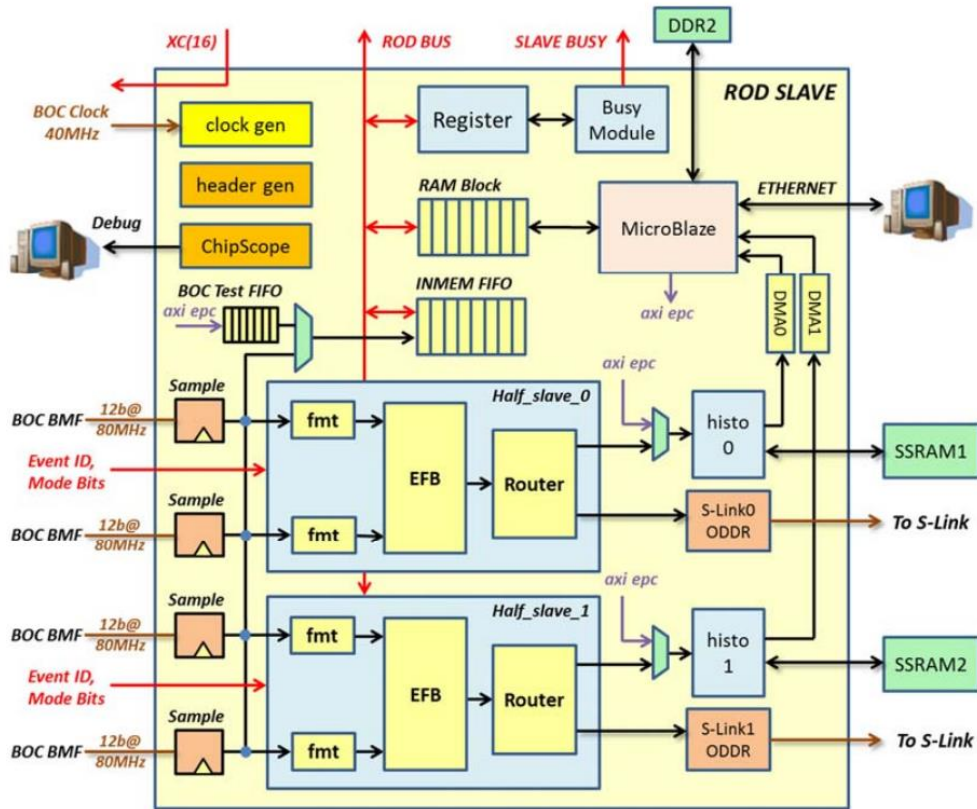 XC(16)
ROD BUS
SLAVE BUSY
DDR2
ROD SLAVE
BOC Clock
40MHz
clock gen
Register
Busy
Module
header gen
RAM Block
ETHERNET
Debug
ChipScope
MicroBlaze
BOC Test FIFO
INMEM FIFO
axi epc
axi epc
DMA0
DMA1
Sample
Half_slave_0
axi epc
BOC BMF
12b@
80MHz
fmt
histo
0
Event ID,
Mode Bits
EFB
Router
SSRAM1
Sample
BOC BMF
12b@
80MHz
fmt
S-Link0
ODDR
To S-Link
Sample
Half_slave_1
axi epc
BOC BMF
12b@
80MHz
fmt
histo
1
Event ID,
Mode Bits
EFB
Router
SSRAM2
Sample
BOC BMF
12b@
80MHz
fmt
S-Link1
ODDR
To S-Link